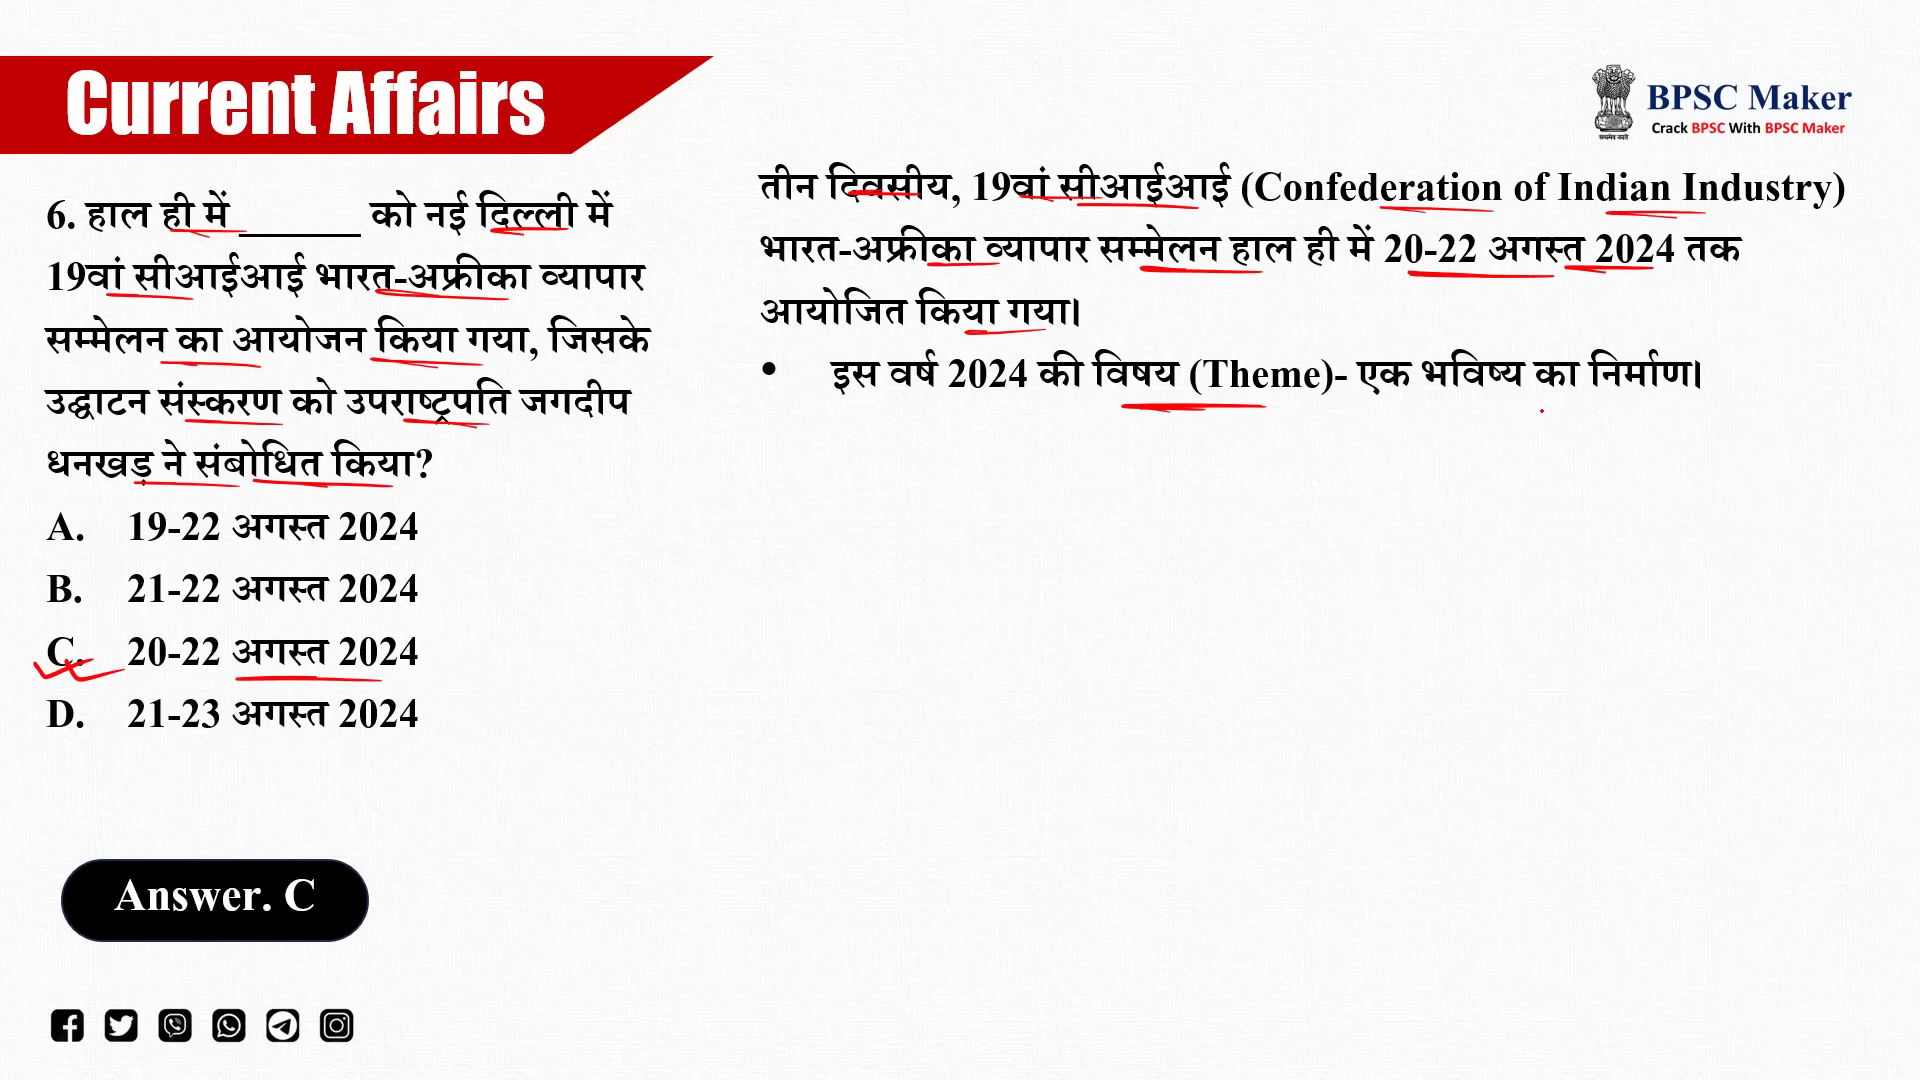 Current Affairs
BPSC Maker
Crack BPSC With BPSC Maker
6. हाल ही में ______ को नई दिल्ली में
19वां सीआईआई भारत-अफ्रीका व्यापार
सम्मेलन का आयोजन किया गया, जिसके
उद्घाटन संस्करण को उपराष्ट्रपति जगदीप
धनखड़ ने संबोधित किया?
A. 19-22 अगस्त 2024
B. 21-22 अगस्त 2024
C. 20-22 अगस्त 2024
D. 21-23 अगस्त 2024
Answer. C
तीन दिवसीय, 19वां सीआईआई (Confederation of Indian Industry)
भारत-अफ्रीका व्यापार सम्मेलन हाल ही में 20-22 अगस्त 2024 तक
आयोजित किया गया।
• इस वर्ष 2024 की विषय (Theme)- एक भविष्य का निर्माण।